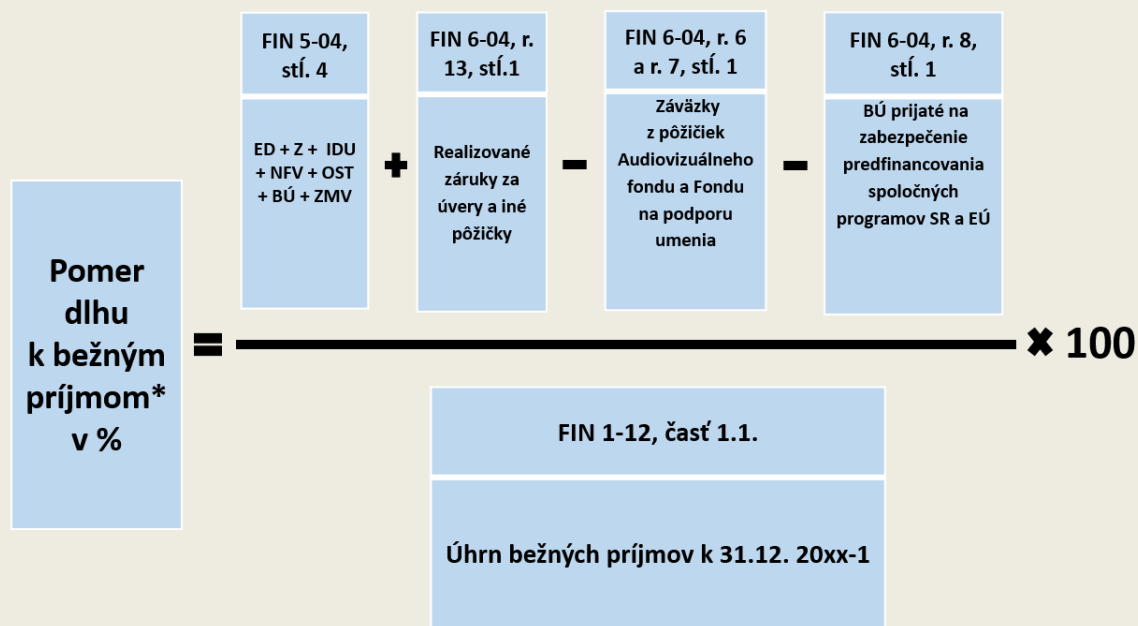 FIN 5-04,
stĺ. 4
FIN 6-04, r.
13, stĺ.1
FIN 6-04, r. 6
a r. 7, stĺ. 1
FIN 6-04, r. 8,
stĺ. 1
ED + Z + IDU
+ NFV + OST
+ BÚ + ZMV
+
Realizované
záruky za
úvery a iné
pôžičky
-
Záväzky
z pôžičiek
Audiovizuálneho
fondu a Fondu
na podporu
umenia
-
BÚ prijaté na
zabezpečenie
predfinancovania
spoločných
programov SR a EÚ
Pomer
dlhu
k bežným
príjmom*
v %
=
× 100
FIN 1-12, časť 1.1.
Úhrn bežných príjmov k 31.12. 20xx-1